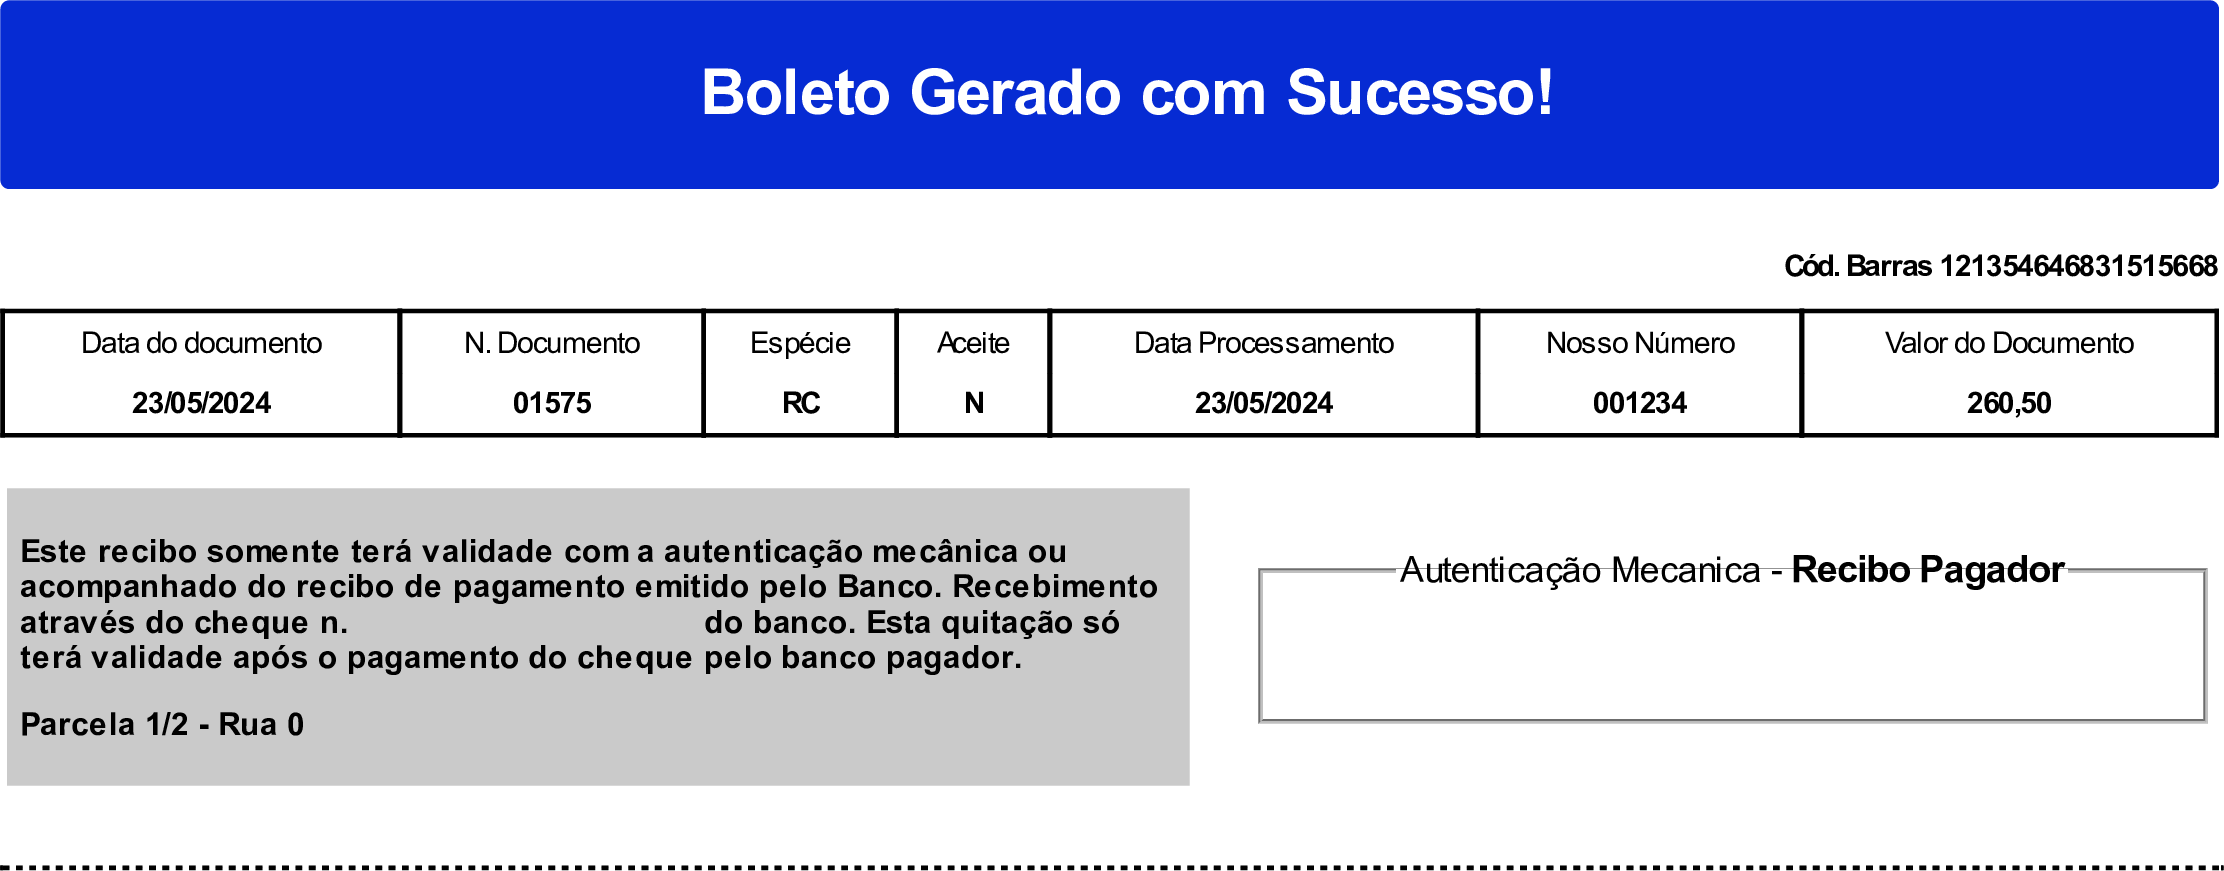 Boleto Gerado com Sucesso!
Cód. Barras 121354646831515668
Data do documento N. Documento Espécie Aceite Data Processamento Nosso Número Valor do Documento
23/05/2024 01575 RC N 23/05/2024 001234 260,50
Este recibo somente terá validade com a autenticação mecânica ou
acompanhado do recibo de pagamento emitido pelo Banco. Recebimento
através do cheque n. do banco. Esta quitação só
terá validade após o pagamento do cheque pelo banco pagador.
Parcela 1/2 - Rua 0
Autenticação Mecanica - Recibo Pagador